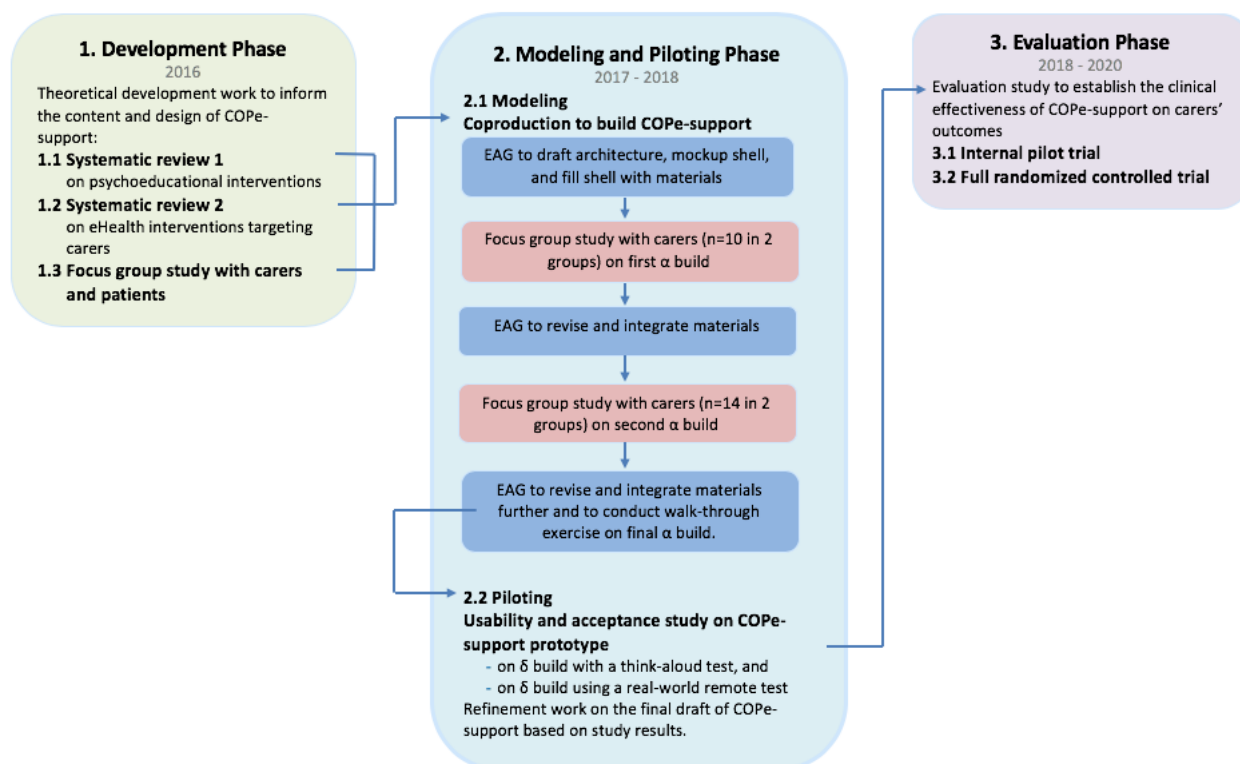 1. Development Phase
2016
Theoretical development work to inform
the content and design of COPe-
support:
1.1 Systematic review 1
on psychoeducational interventions
1.2 Systematic review 2
on eHealth interventions targeting
carers
1.3 Focus group study with carers
and patients
2. Modeling and Piloting Phase
2017 - 2018
2.1 Modeling
Coproduction to build COPe-support
EAG to draft architecture, mockup shell,
and fill shell with materials
Focus group study with carers (n=10 in 2
groups) on first α build
EAG to revise and integrate materials
Focus group study with carers (n=14 in 2
groups) on second α build
EAG to revise and integrate materials
further and to conduct walk-through
exercise on final α build.
2.2 Piloting
Usability and acceptance study on COPe-
support prototype
- on δ build with a think-aloud test, and
- on δ build using a real-world remote test
Refinement work on the final draft of COPe-
support based on study results.
3. Evaluation Phase
2018 - 2020
Evaluation study to establish the clinical
effectiveness of COPe-support on carers'
outcomes
3.1 Internal pilot trial
3.2 Full randomized controlled trial